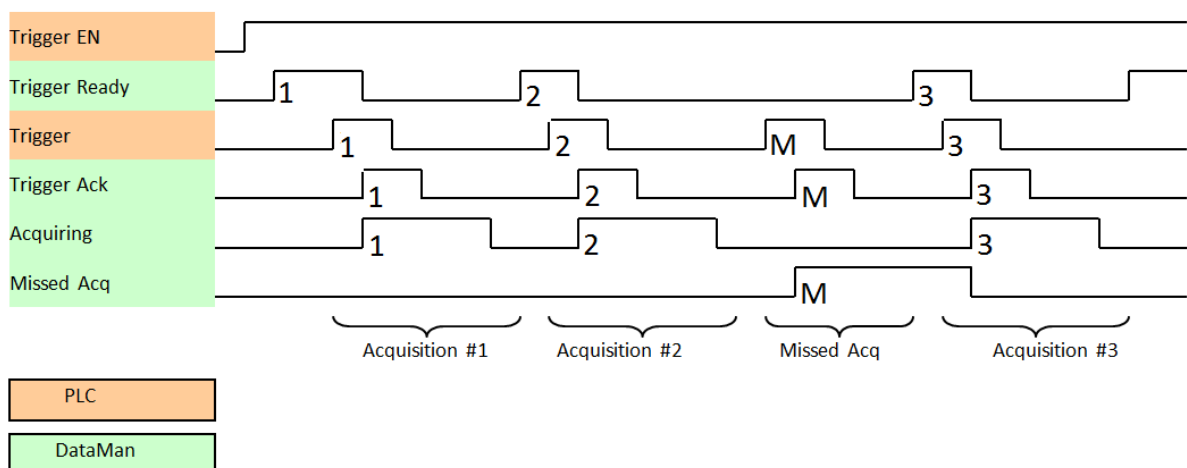 Trigger EN
Trigger Ready
1 2 3
Trigger
1 2 M 3
Trigger Ack
1 2 M 3
Acquiring
1 2 3
Missed Acq
M
Acquisition #1 Acquisition #2 Missed Acq Acquisition #3
PLC
DataMan